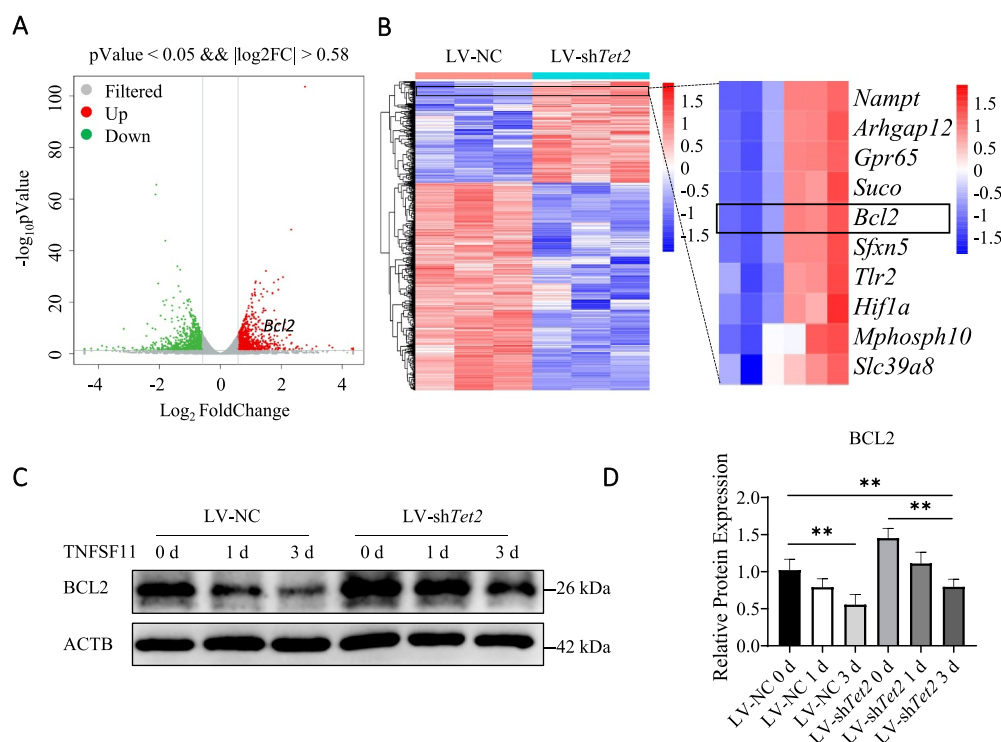 A
pValue < 0.05 && |log2FC| > 0.58
Filtered
Up
Down
-log10pValue
100
80
60
40
20
0
Bcl2
-4
-2
0
2
4
Log2 FoldChange
B
LV-NC
LV-shTet2
1.5
1
0.5
0
-0.5
-1
-1.5
Nampt
Arhgap12
Gpr65
Suco
Bcl2
Sfxn5
Tlr2
Hif1a
Mphosph10
Slc39a8
1.5
1
0.5
0
-0.5
-1
-1.5
C
LV-NC
LV-shTet2
TNFSF11
0 d
1 d
3 d
0 d
1 d
3 d
BCL2
26 kDa
ACTB
42 kDa
D
BCL2
Relative Protein Expression
2.0
1.5
1.0
0.5
0.0
**
**
**
LV-NC 0 d
LV-NC 1 d
LV-NC 3 d
LV-shTet2 0 d
LV-shTet2 1 d
LV-shTet2 3 d